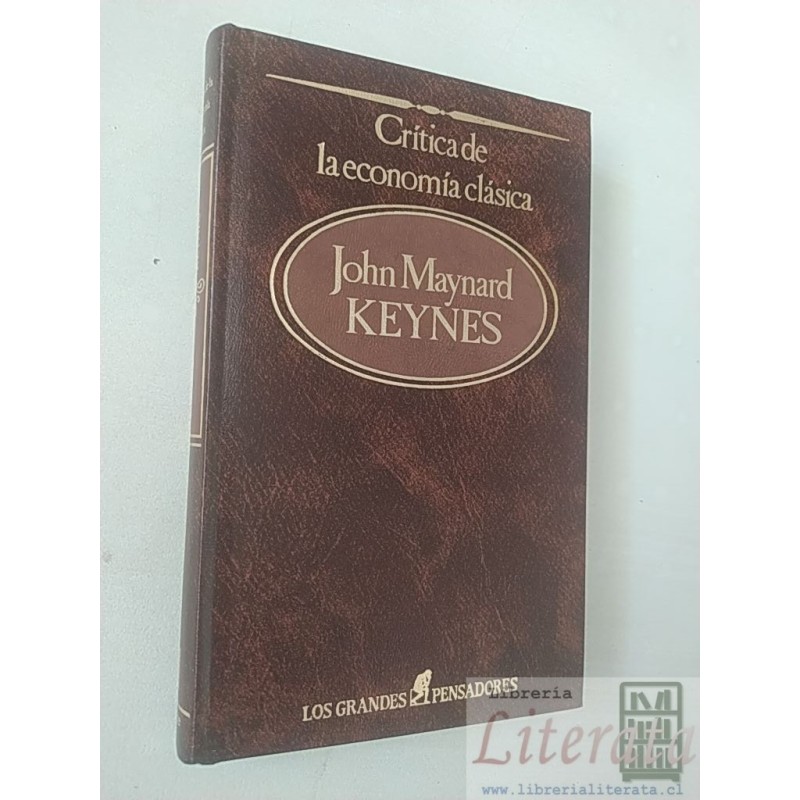 Crítica de
la economía clásica
John Maynard
KEYNES
LOS GRANDES PENSADORES
Librería
Literata
www.librerialiterata.cl